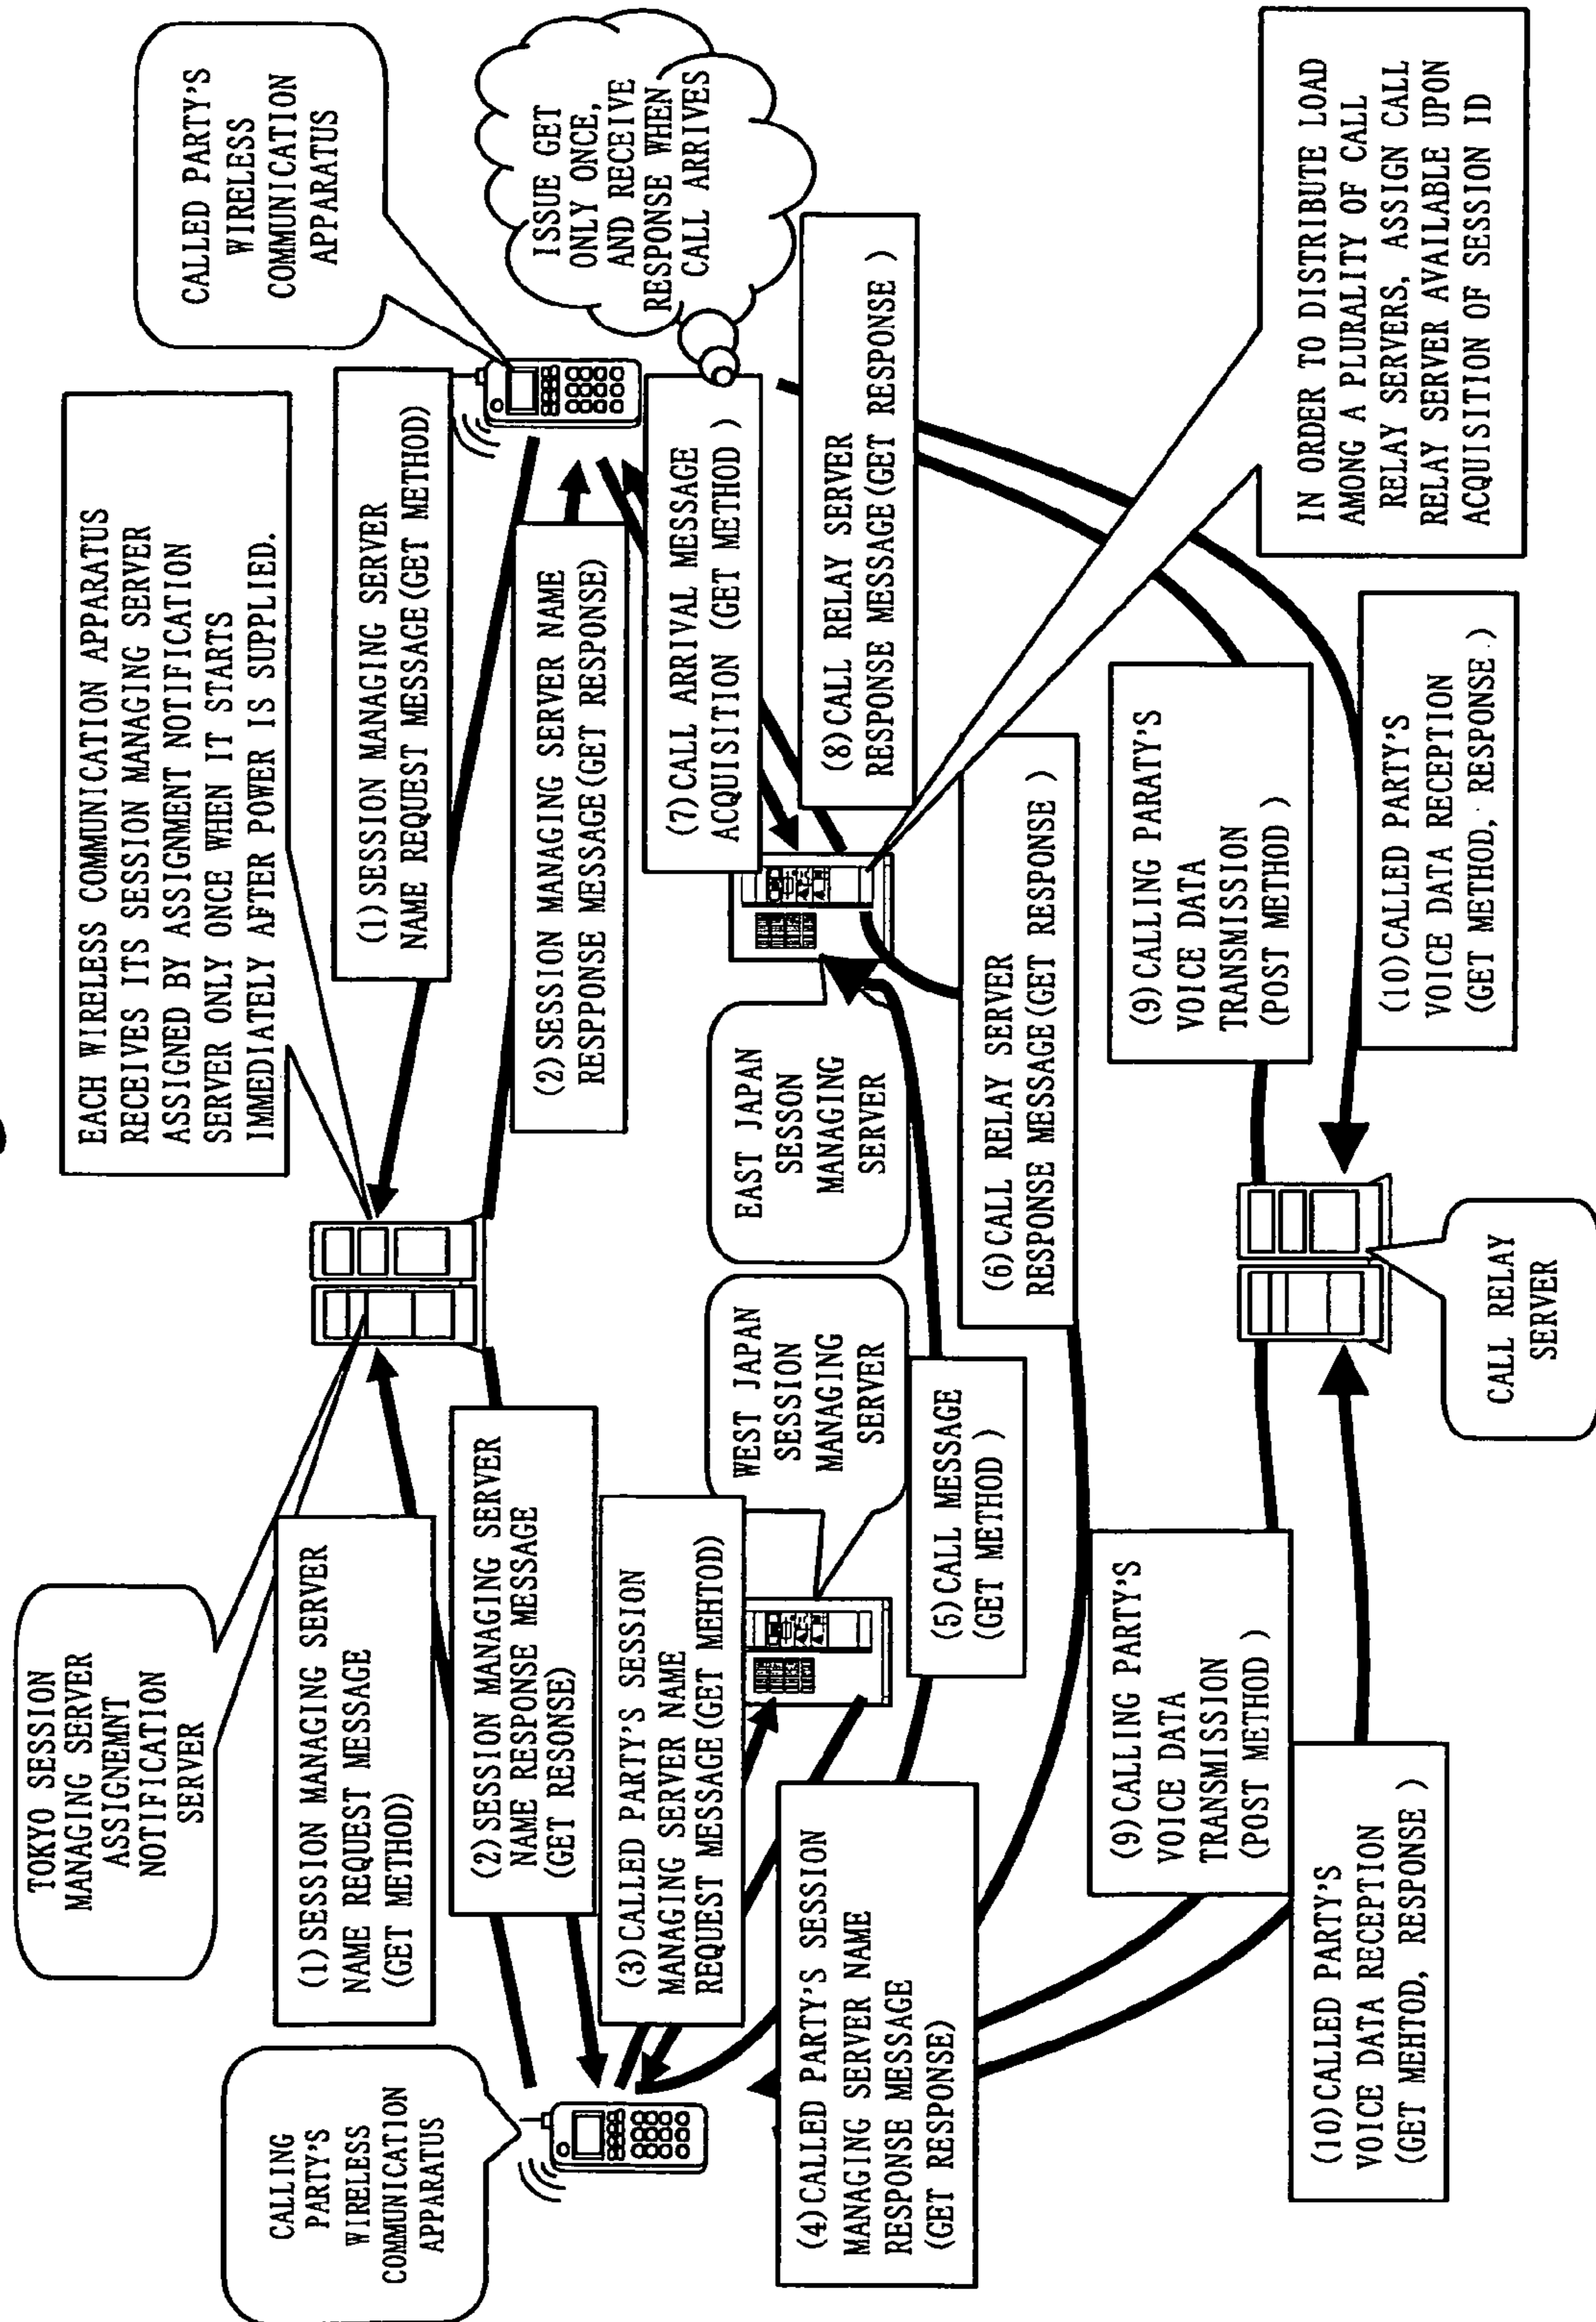 TOKYO SESSION
MANAGING SERVER
ASSIGNEMNT
NOTIFICATION
SERVER
EACH WIRELESS COMMUNICATION APPARATUS
RECEIVES ITS SESSION MANAGING SERVER
ASSIGNED BY ASSIGNMENT NOTIFICATION
SERVER ONLY ONCE WHEN IT STARTS
IMMEDIATELY AFTER POWER IS SUPPLIED.
CALLED PARTY'S
WIRELESS
COMMUNICATION
APPARATUS
CALLING
PARTY'S
WIRELESS
COMMUNICATION
APPARATUS
(1)SESSION MANAGING SERVER
NAME REQUEST MESSAGE
(GET METHOD)
(1)SESSION MANAGING SERVER
NAME REQUEST MESSAGE(GET METHOD)
(2)SESSION MANAGING SERVER
NAME RESPONSE MESSAGE
(GET RESONSE)
(2)SESSION MANAGING SERVER NAME
RESPPONSE MESSAGE(GET RESPONSE)
ISSUE GET
ONLY ONCE,
AND RECEIVE
RESPONSE WHEN
CALL ARRIVES
(3)CALLED PARTY'S SESSION
MANAGING SERVER NAME
REQUEST MESSAGE(GET MEHTOD)
WEST JAPAN
SESSION
MANAGING
SERVER
EAST JAPAN
SESSON
MANAGING
SERVER
(7)CALL ARRIVAL MESSAGE
ACQUISITION (GET METHOD )
(4)CALLED PARTY'S SESSION
MANAGING SERVER NAME
RESPONSE MESSAGE
(GET RESPONSE)
(5)CALL MESSAGE
(GET METHOD )
(6)CALL RELAY SERVER
RESPONSE MESSAGE(GET RESPONSE )
(8)CALL RELAY SERVER
RESPONSE MESSAGE(GET RESPONSE )
(9)CALLING PARTY'S
VOICE DATA
TRANSMISSION
(POST METHOD )
(9)CALLING PARATY'S
VOICE DATA
TRANSMISSION
(POST METHOD )
IN ORDER TO DISTRIBUTE LOAD
AMONG A PLURALITY OF CALL
RELAY SERVERS, ASSIGN CALL
RELAY SERVER AVAILABLE UPON
ACQUISITION OF SESSION ID
(10)CALLED PARTY'S
VOICE DATA RECEPTION
(GET MEHTOD, RESPONSE )
CALL RELAY
SERVER
(10)CALLED PARTY'S
VOICE DATA RECEPTION
(GET METHOD, RESPONSE )